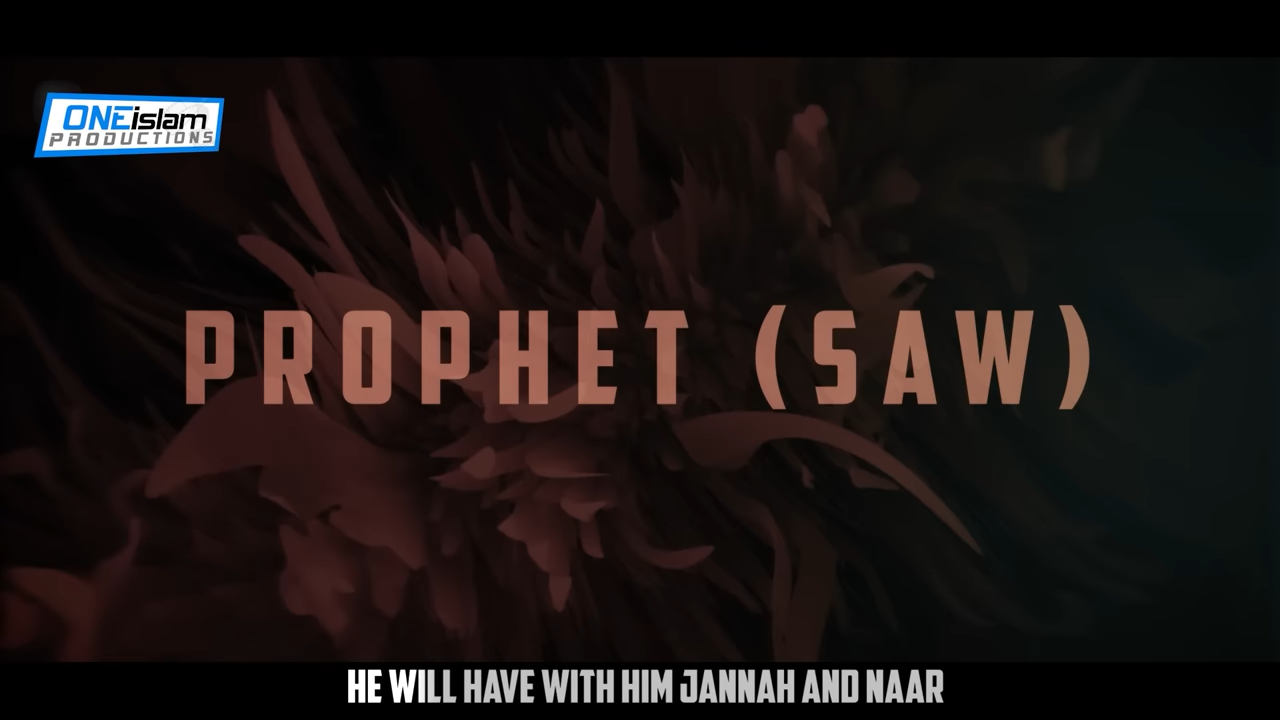 ONEislam
PRODUCTIONS
PROPHET (SAW)
HE WILL HAVE WITH HIM JANNAH AND NAAR